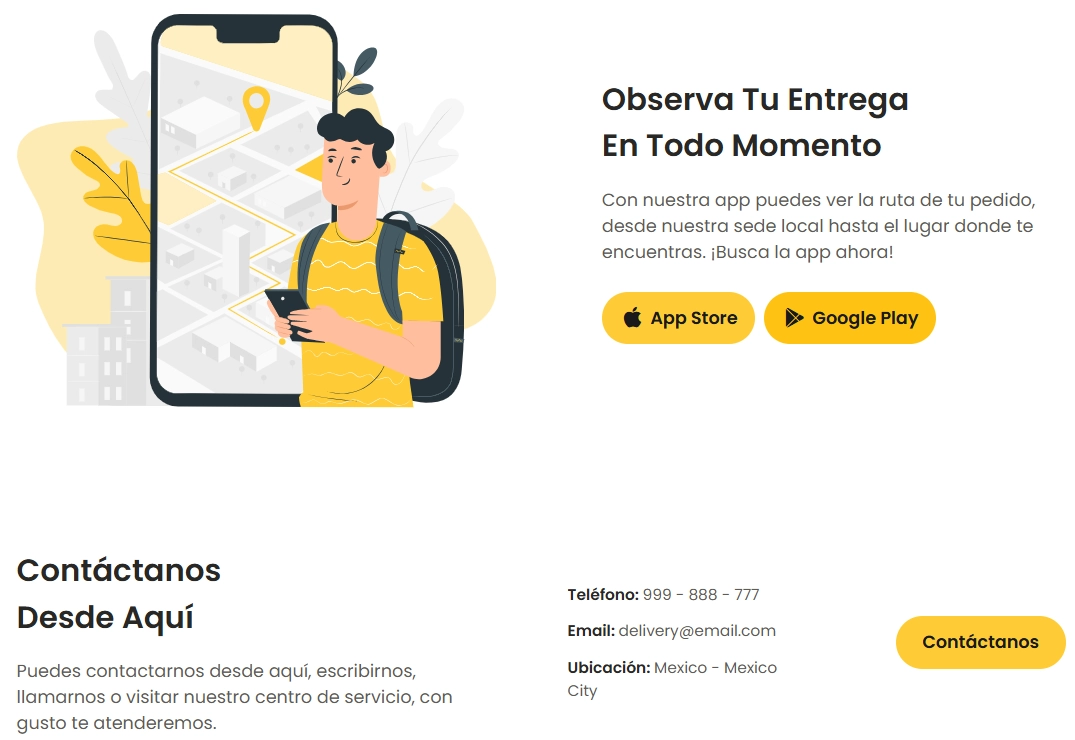 Observa Tu Entrega
En Todo Momento
Con nuestra app puedes ver la ruta de tu pedido,
desde nuestra sede local hasta el lugar donde te
encuentras. ¡Busca la app ahora!
App Store
Google Play
Contáctanos
Desde Aquí
Puedes contactarnos desde aquí, escribirnos,
llamarnos o visitar nuestro centro de servicio, con
gusto te atenderemos.
Teléfono: 999 - 888 - 777
Email: delivery@email.com
Ubicación: Mexico - Mexico
City
Contáctanos